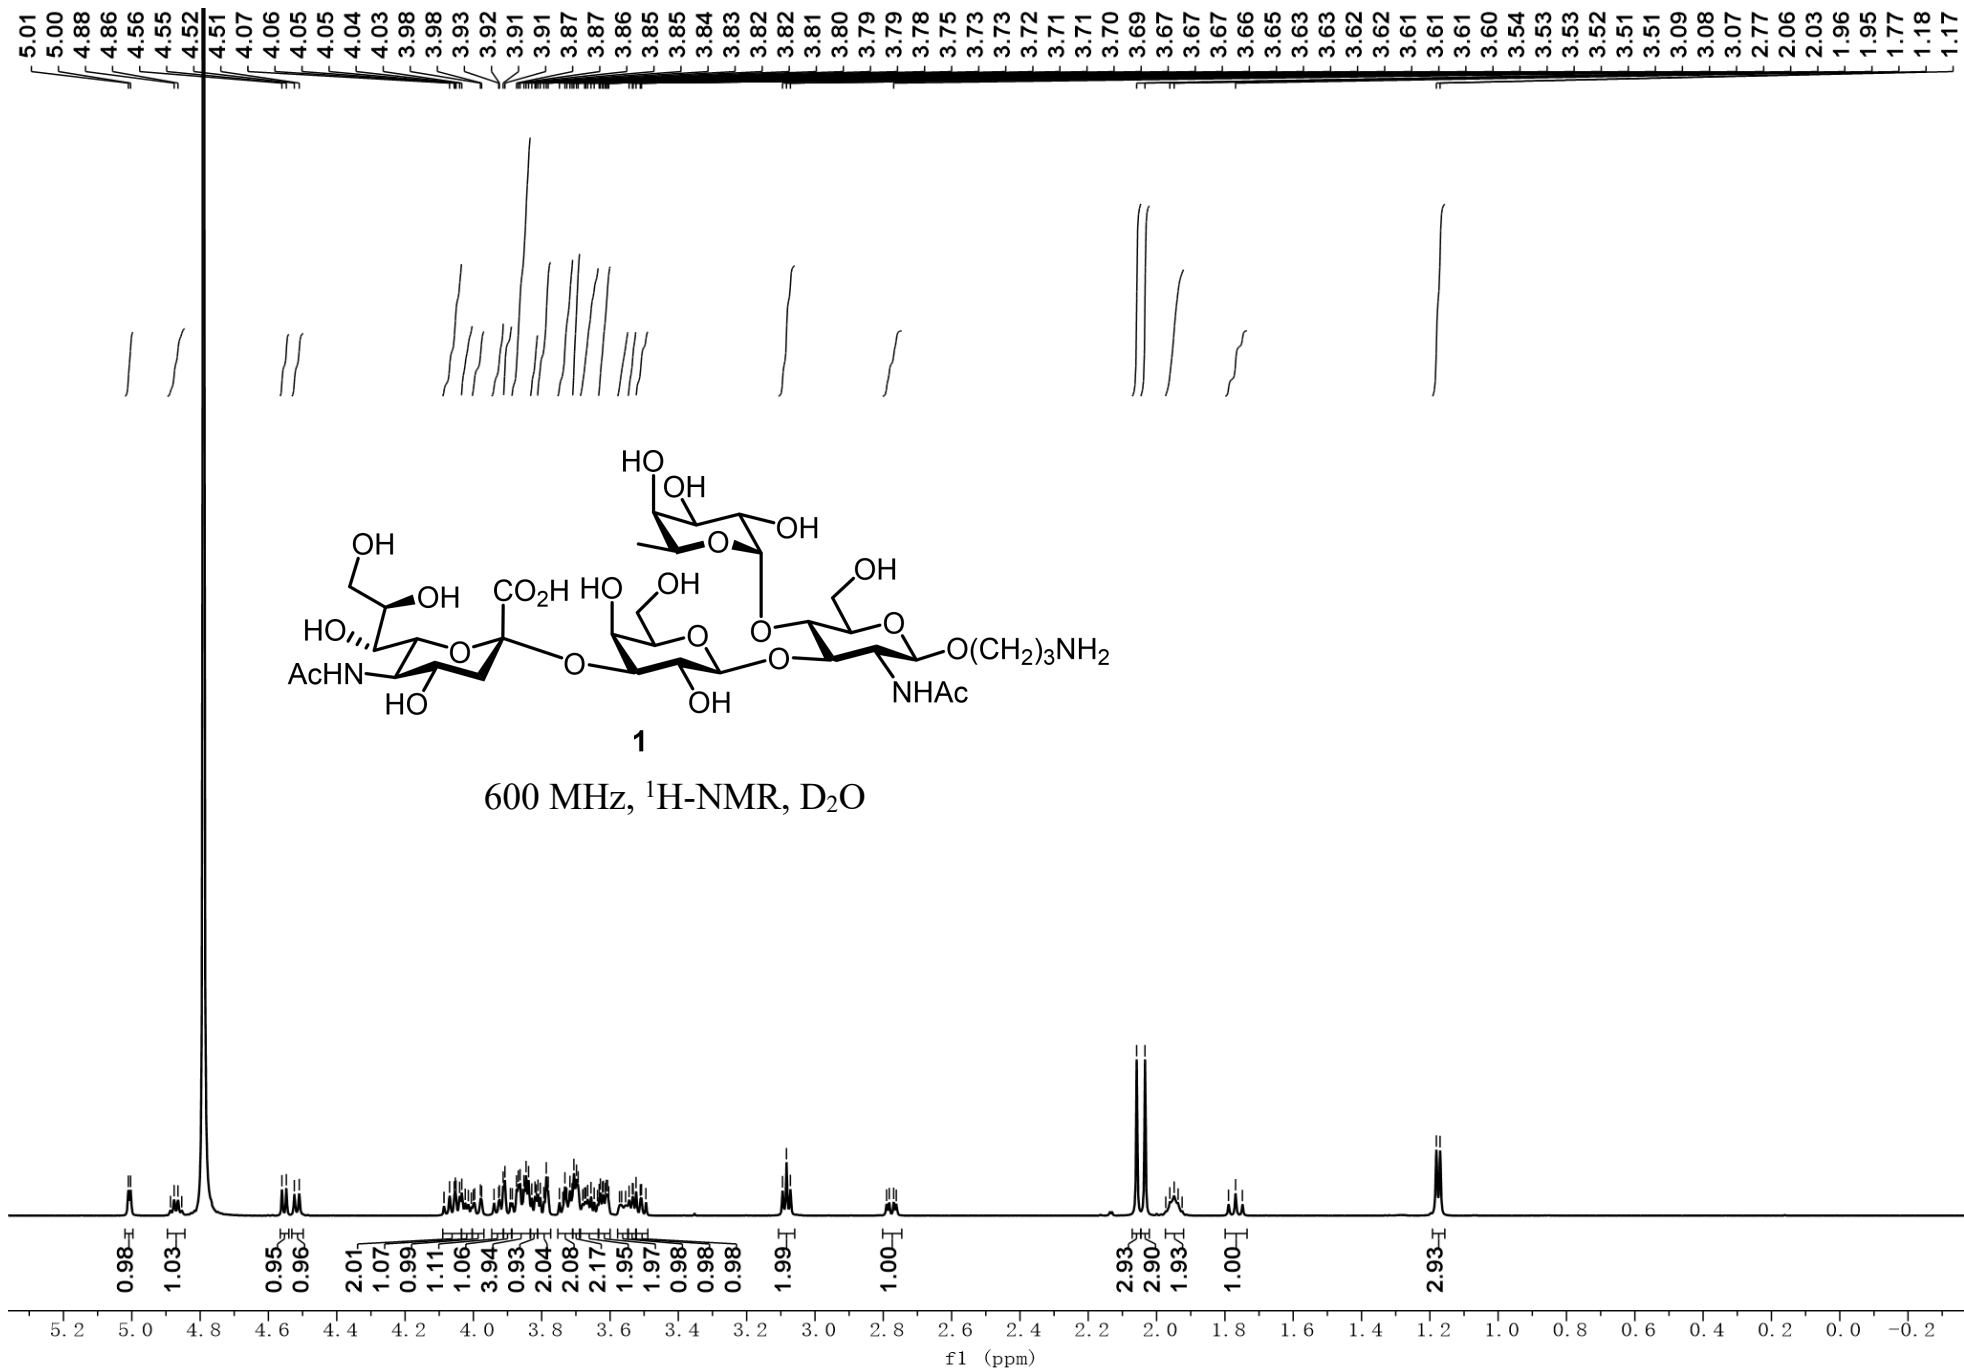 5.01 5.00 4.88 4.86 4.56 4.55 4.52 4.51 4.07 4.06 4.05 4.05 4.04 4.03 3.98 3.98 3.93 3.92 3.91 3.91 3.87 3.87 3.86 3.85 3.85 3.84 3.83 3.82 3.82 3.81 3.80 3.79 3.79 3.78 3.75 3.73 3.73 3.72 3.71 3.71 3.70 3.69 3.67 3.67 3.67 3.66 3.65 3.63 3.63 3.62 3.62 3.61 3.61 3.61 3.60 3.54 3.53 3.53 3.52 3.51 3.51 3.09 3.08 3.07 2.77 2.06 2.03 1.96 1.95 1.77 1.18 1.17
HO
OH
OH
O
OH
CO₂H
HO
OH
OH
OH
HO
O
O
O
O
O
O
O(CH₂)₃NH₂
AcHN
HO
OH
NHAc
1
600 MHz, ¹H-NMR, D₂O
0.98 1.03 0.95 0.96 2.01 1.07 0.99 1.11 1.06 3.94 0.93 2.04 2.08 2.17 1.95 1.97 0.98 0.98 0.98 1.99 1.00 2.93 2.90 1.93 1.00 2.93
5.2 5.0 4.8 4.6 4.4 4.2 4.0 3.8 3.6 3.4 3.2 3.0 2.8 2.6 2.4 2.2 2.0 1.8 1.6 1.4 1.2 1.0 0.8 0.6 0.4 0.2 0.0 -0.2
f1 (ppm)